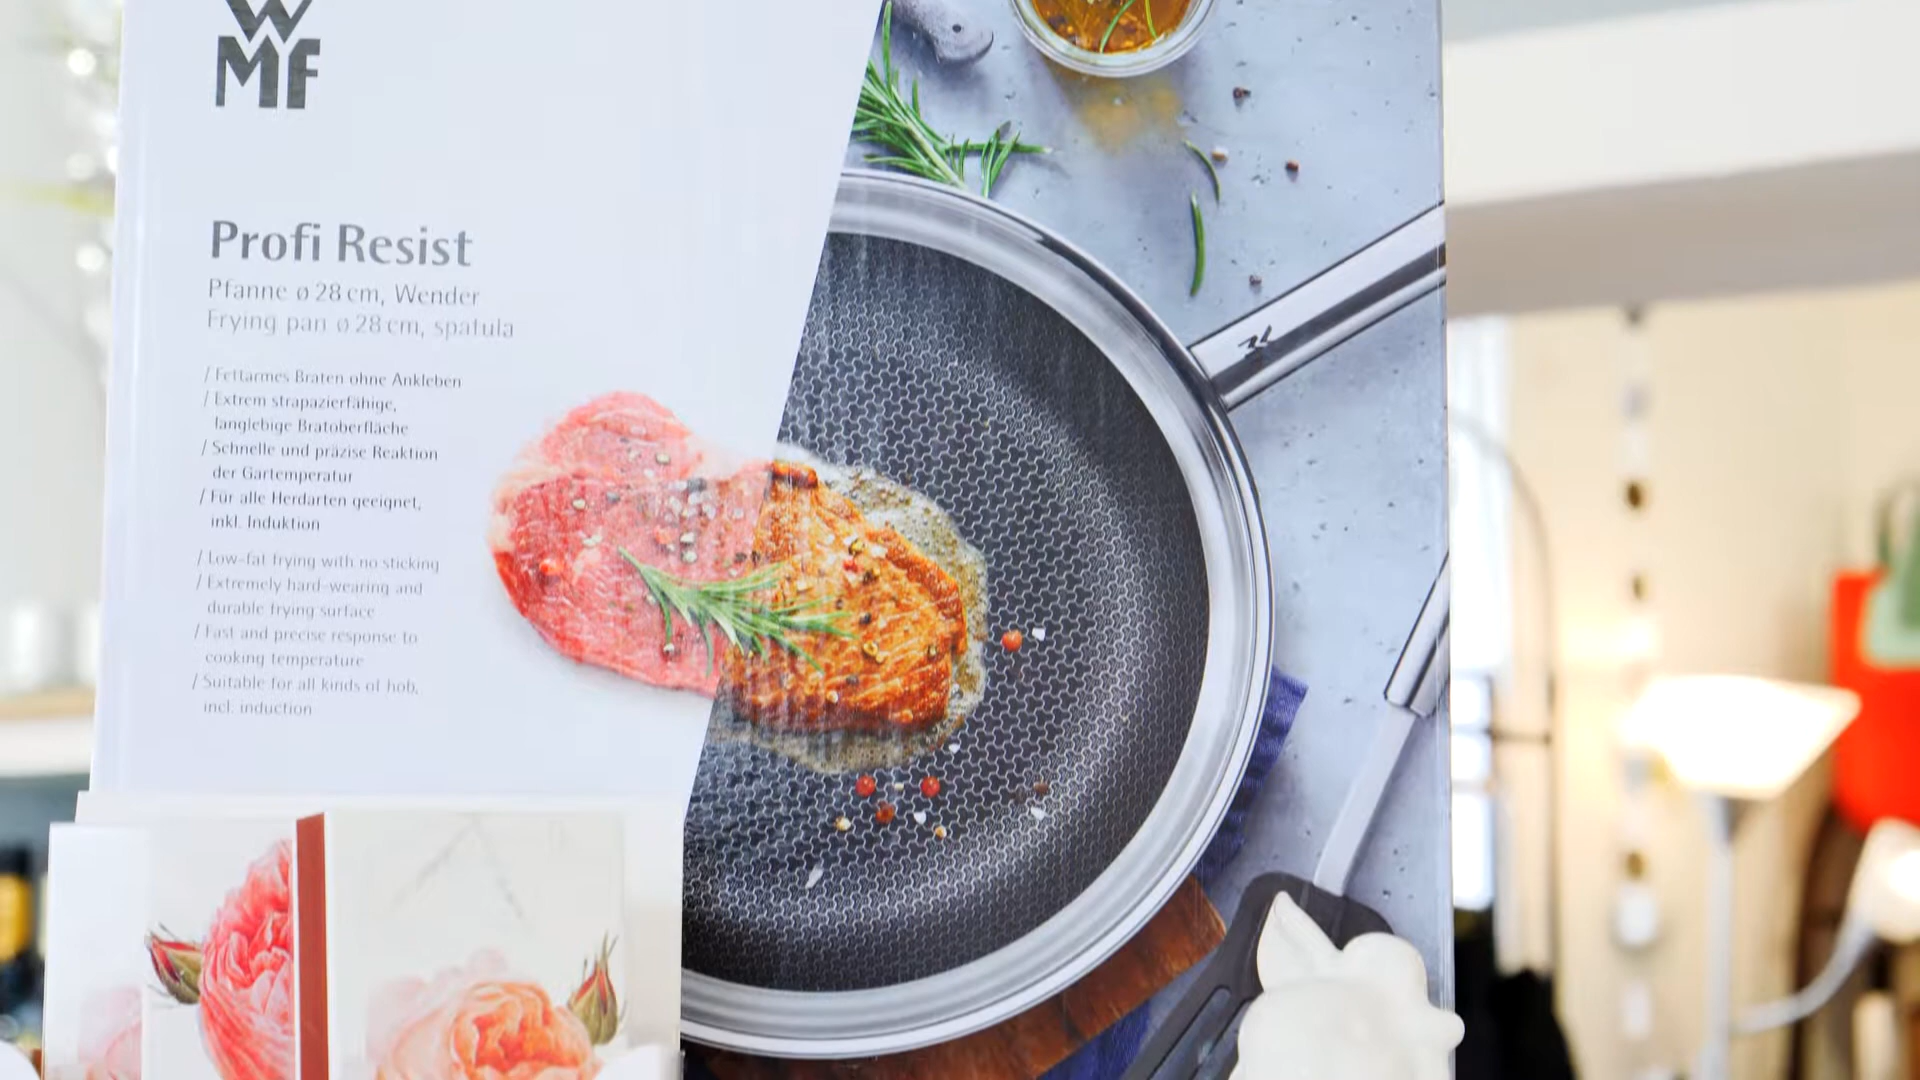 WMF
Profi Resist
Pfanne ø 28 cm, Wender
Frying pan ø 28 cm, spatula
/ Fettarmes Braten ohne Ankleben
/ Extrem strapazierfähige,
langlebige Bratoberfläche
/ Schnelle und präzise Reaktion
der Gartemperatur
/ Für alle Herdarten geeignet,
inkl. Induktion
/ Low-fat frying with no sticking
/ Extremely hard-wearing and
durable frying surface
/ Fast and precise response to
cooking temperature
/ Suitable for all kinds of hob,
incl. induction